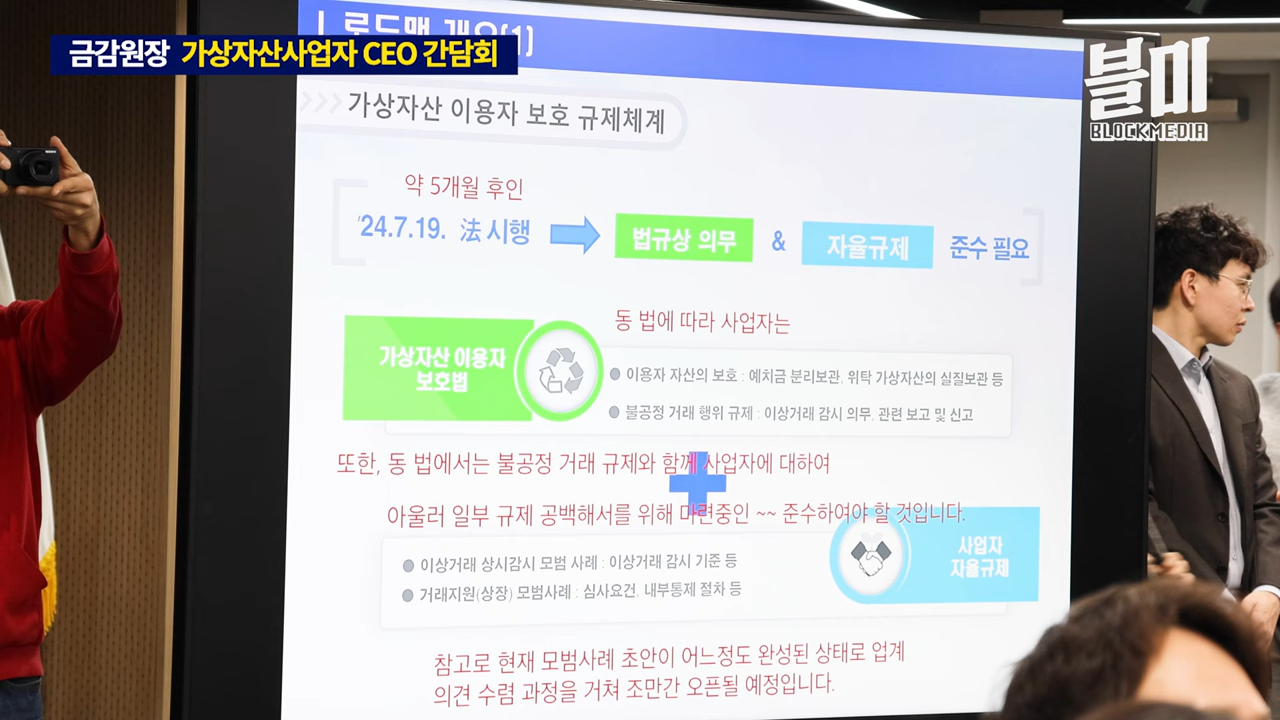 금감원장 가상자산사업자 CEO 간담회
블미
BLOCKMEDIA
I 로드맵 개요(1)
>>> 가상자산 이용자 보호 규제체계
약 5개월 후인
'24.7.19. 法 시행 법규상 의무 & 자율규제 준수 필요
동 법에 따라 사업자는
가상자산 이용자
보호법
● 이용자 자산의 보호 : 예치금 분리보관, 위탁 가상자산의 실질보관 등
● 불공정 거래 행위 규제 : 이상거래 감시 의무, 관련 보고 및 신고
또한, 동 법에서는 불공정 거래 규제와 함께 사업자에 대하여
아울러 일부 규제 공백해서를 위해 마련중인 ~~ 준수하여야 할 것입니다.
● 이상거래 상시감시 모범 사례 : 이상거래 감시 기준 등
● 거래지원(상장) 모범사례 : 심사요건, 내부통제 절차 등
사업자
자율규제
참고로 현재 모범사례 초안이 어느정도 완성된 상태로 업계
의견 수렴 과정을 거쳐 조만간 오픈될 예정입니다.